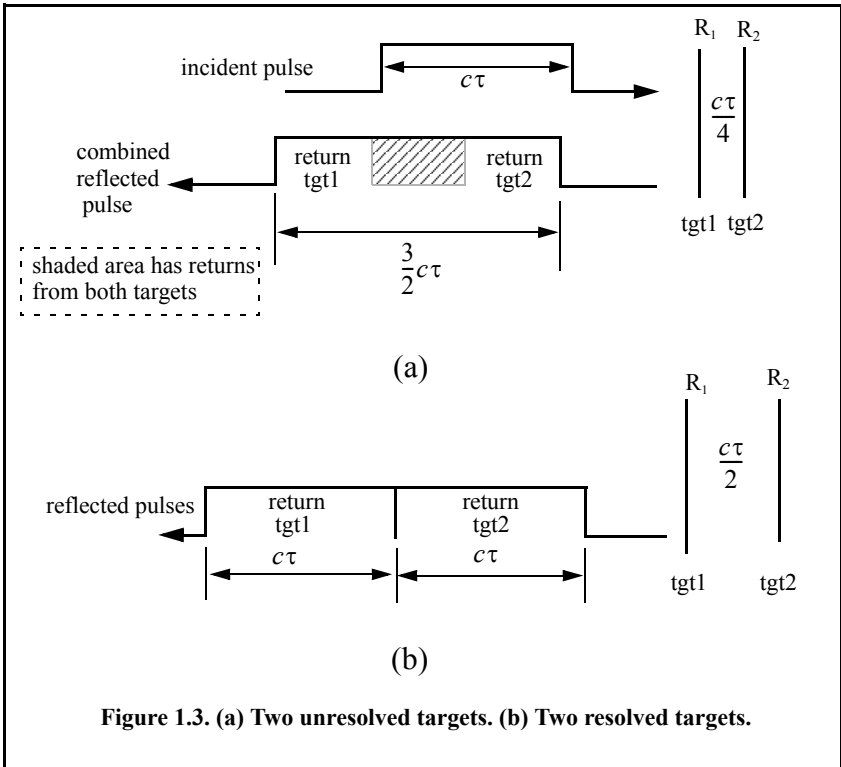 R₁ R₂
incident pulse
cτ
cτ/4
combined
reflected
pulse
return
tgt1
return
tgt2
tgt1 tgt2
3/2 cτ
shaded area has returns
from both targets
(a)
R₁ R₂
cτ/2
reflected pulses
return
tgt1
return
tgt2
cτ cτ
tgt1 tgt2
(b)
Figure 1.3. (a) Two unresolved targets. (b) Two resolved targets.